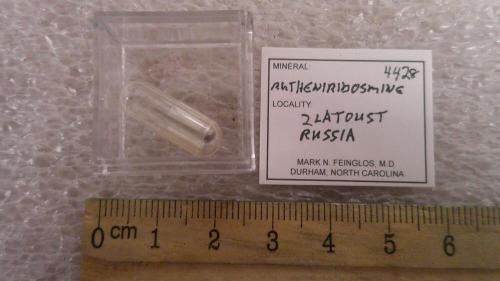 MINERAL: 4428
RUTHENIRIDOSMINE
LOCALITY:
ZLATOUST
RUSSIA
MARK N. FEINGLOS, M.D.
DURHAM, NORTH CAROLINA
0 cm 1 2 3 4 5 6